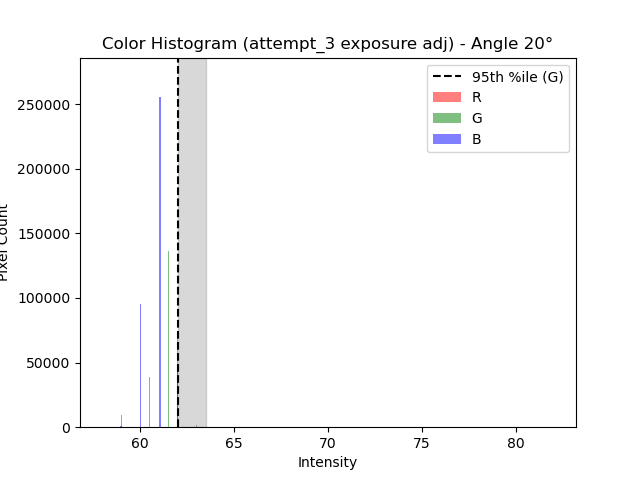 Color Histogram (attempt_3 exposure adj) - Angle 20°
95th %ile (G)
R
G
B
250000
200000
150000
100000
50000
0
Pixel Count
60 65 70 75 80
Intensity